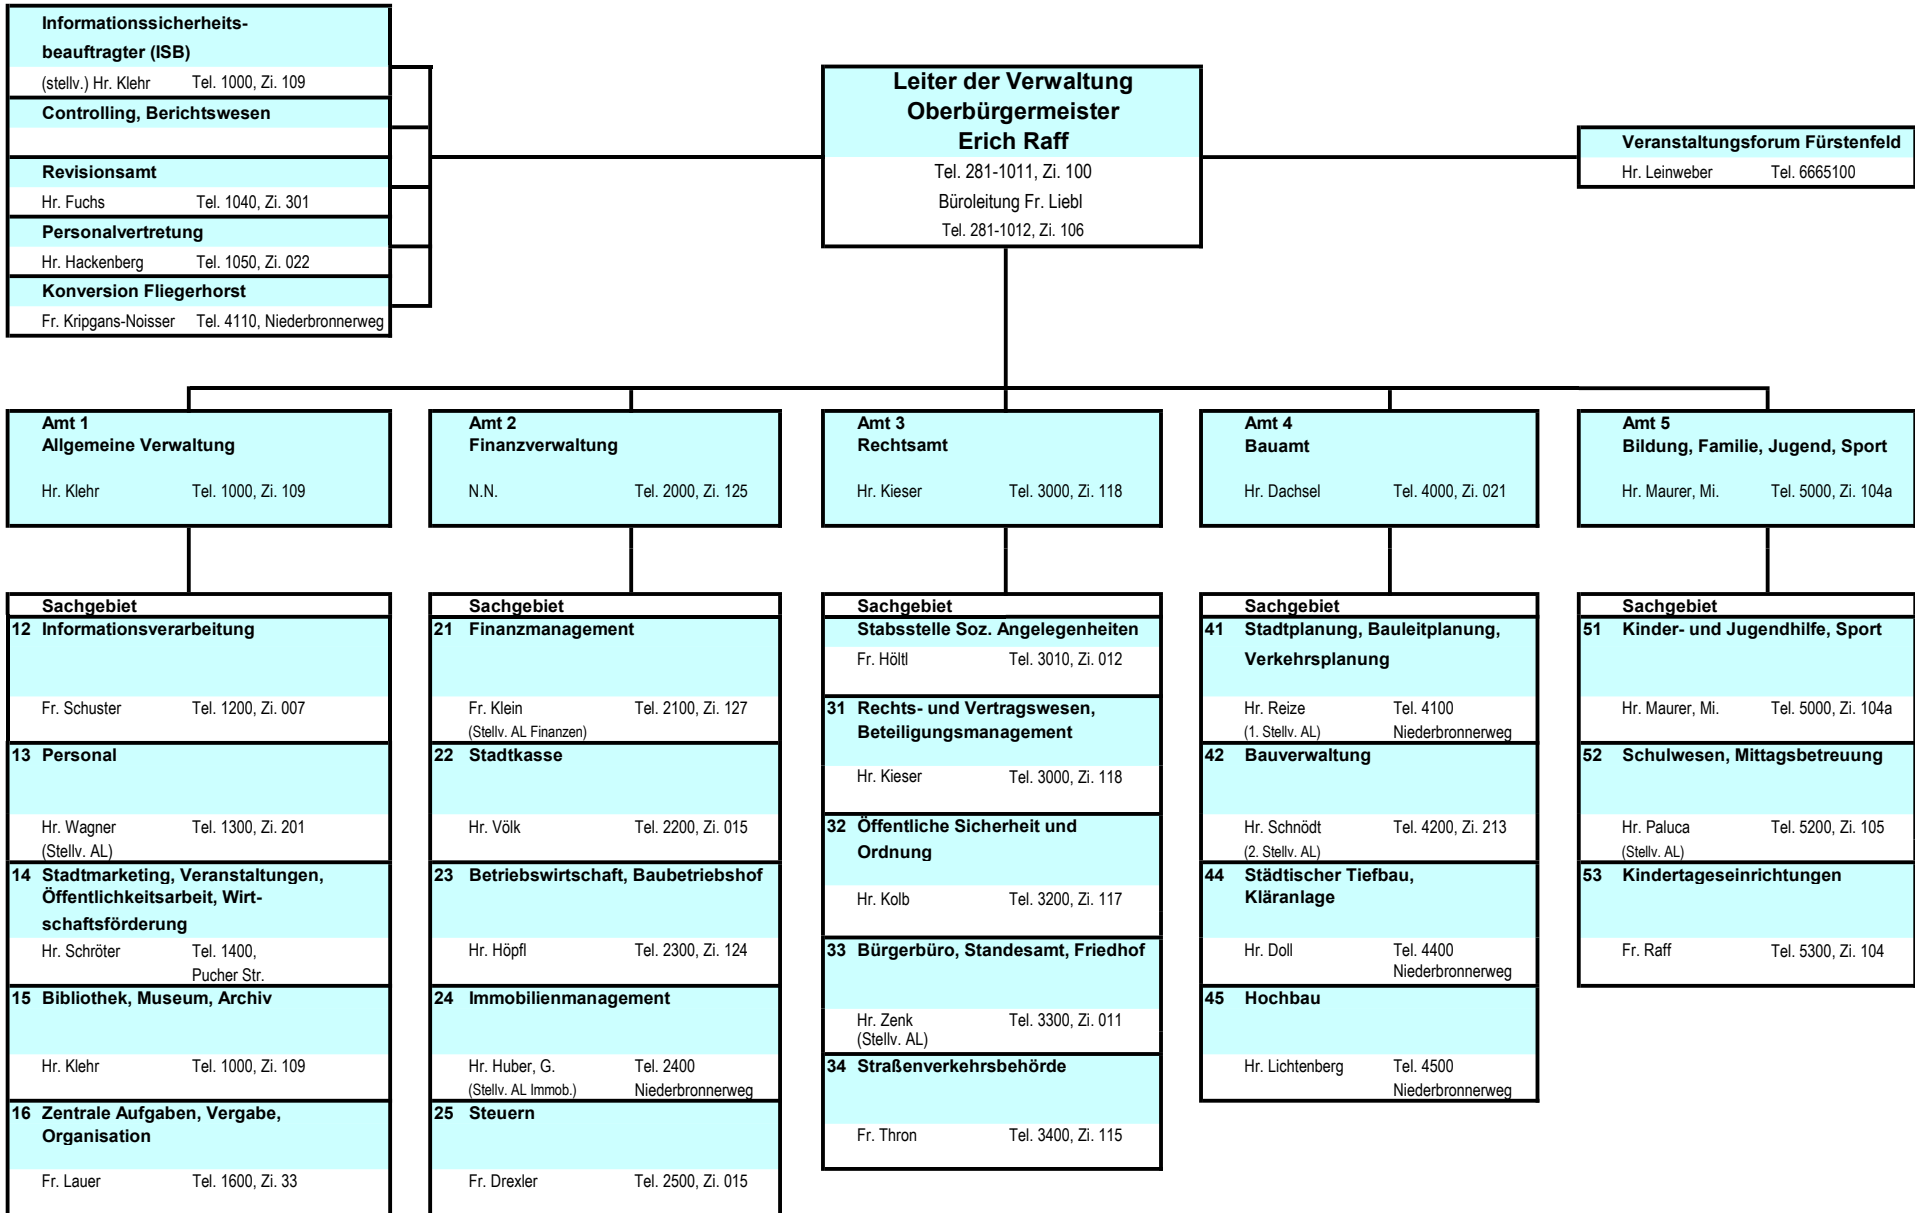 Informationssicherheits-
beauftragter (ISB)
(stellv.) Hr. Klehr Tel. 1000, Zi. 109
Controlling, Berichtswesen
Revisionsamt
Hr. Fuchs Tel. 1040, Zi. 301
Personalvertretung
Hr. Hackenberg Tel. 1050, Zi. 022
Konversion Fliegerhorst
Fr. Kripgans-Noisser Tel. 4110, Niederbronnerweg
Leiter der Verwaltung
Oberbürgermeister
Erich Raff
Tel. 281-1011, Zi. 100
Büroleitung Fr. Liebl
Tel. 281-1012, Zi. 106
Veranstaltungsforum Fürstenfeld
Hr. Leinweber Tel. 6665100
Amt 1
Allgemeine Verwaltung
Hr. Klehr Tel. 1000, Zi. 109
Amt 2
Finanzverwaltung
N.N. Tel. 2000, Zi. 125
Amt 3
Rechtsamt
Hr. Kieser Tel. 3000, Zi. 118
Amt 4
Bauamt
Hr. Dachsel Tel. 4000, Zi. 021
Amt 5
Bildung, Familie, Jugend, Sport
Hr. Maurer, Mi. Tel. 5000, Zi. 104a
Sachgebiet
12 Informationsverarbeitung
Fr. Schuster Tel. 1200, Zi. 007
13 Personal
Hr. Wagner Tel. 1300, Zi. 201
(Stellv. AL)
14 Stadtmarketing, Veranstaltungen,
Öffentlichkeitsarbeit, Wirt-
schaftsförderung
Hr. Schröter Tel. 1400,
Pucher Str.
15 Bibliothek, Museum, Archiv
Hr. Klehr Tel. 1000, Zi. 109
16 Zentrale Aufgaben, Vergabe,
Organisation
Fr. Lauer Tel. 1600, Zi. 33
Sachgebiet
21 Finanzmanagement
Fr. Klein Tel. 2100, Zi. 127
(Stellv. AL Finanzen)
22 Stadtkasse
Hr. Völk Tel. 2200, Zi. 015
23 Betriebswirtschaft, Baubetriebshof
Hr. Höpfl Tel. 2300, Zi. 124
24 Immobilienmanagement
Hr. Huber, G. Tel. 2400
(Stellv. AL Immob.) Niederbronnerweg
25 Steuern
Fr. Drexler Tel. 2500, Zi. 015
Sachgebiet
Stabsstelle Soz. Angelegenheiten
Fr. Höltl Tel. 3010, Zi. 012
31 Rechts- und Vertragswesen,
Beteiligungsmanagement
Hr. Kieser Tel. 3000, Zi. 118
32 Öffentliche Sicherheit und
Ordnung
Hr. Kolb Tel. 3200, Zi. 117
33 Bürgerbüro, Standesamt, Friedhof
Hr. Zenk Tel. 3300, Zi. 011
(Stellv. AL)
34 Straßenverkehrsbehörde
Fr. Thron Tel. 3400, Zi. 115
Sachgebiet
41 Stadtplanung, Bauleitplanung,
Verkehrsplanung
Hr. Reize Tel. 4100
(1. Stellv. AL) Niederbronnerweg
42 Bauverwaltung
Hr. Schnödt Tel. 4200, Zi. 213
(2. Stellv. AL)
44 Städtischer Tiefbau,
Kläranlage
Hr. Doll Tel. 4400
Niederbronnerweg
45 Hochbau
Hr. Lichtenberg Tel. 4500
Niederbronnerweg
Sachgebiet
51 Kinder- und Jugendhilfe, Sport
Hr. Maurer, Mi. Tel. 5000, Zi. 104a
52 Schulwesen, Mittagsbetreuung
Hr. Paluca Tel. 5200, Zi. 105
(Stellv. AL)
53 Kindertageseinrichtungen
Fr. Raff Tel. 5300, Zi. 104